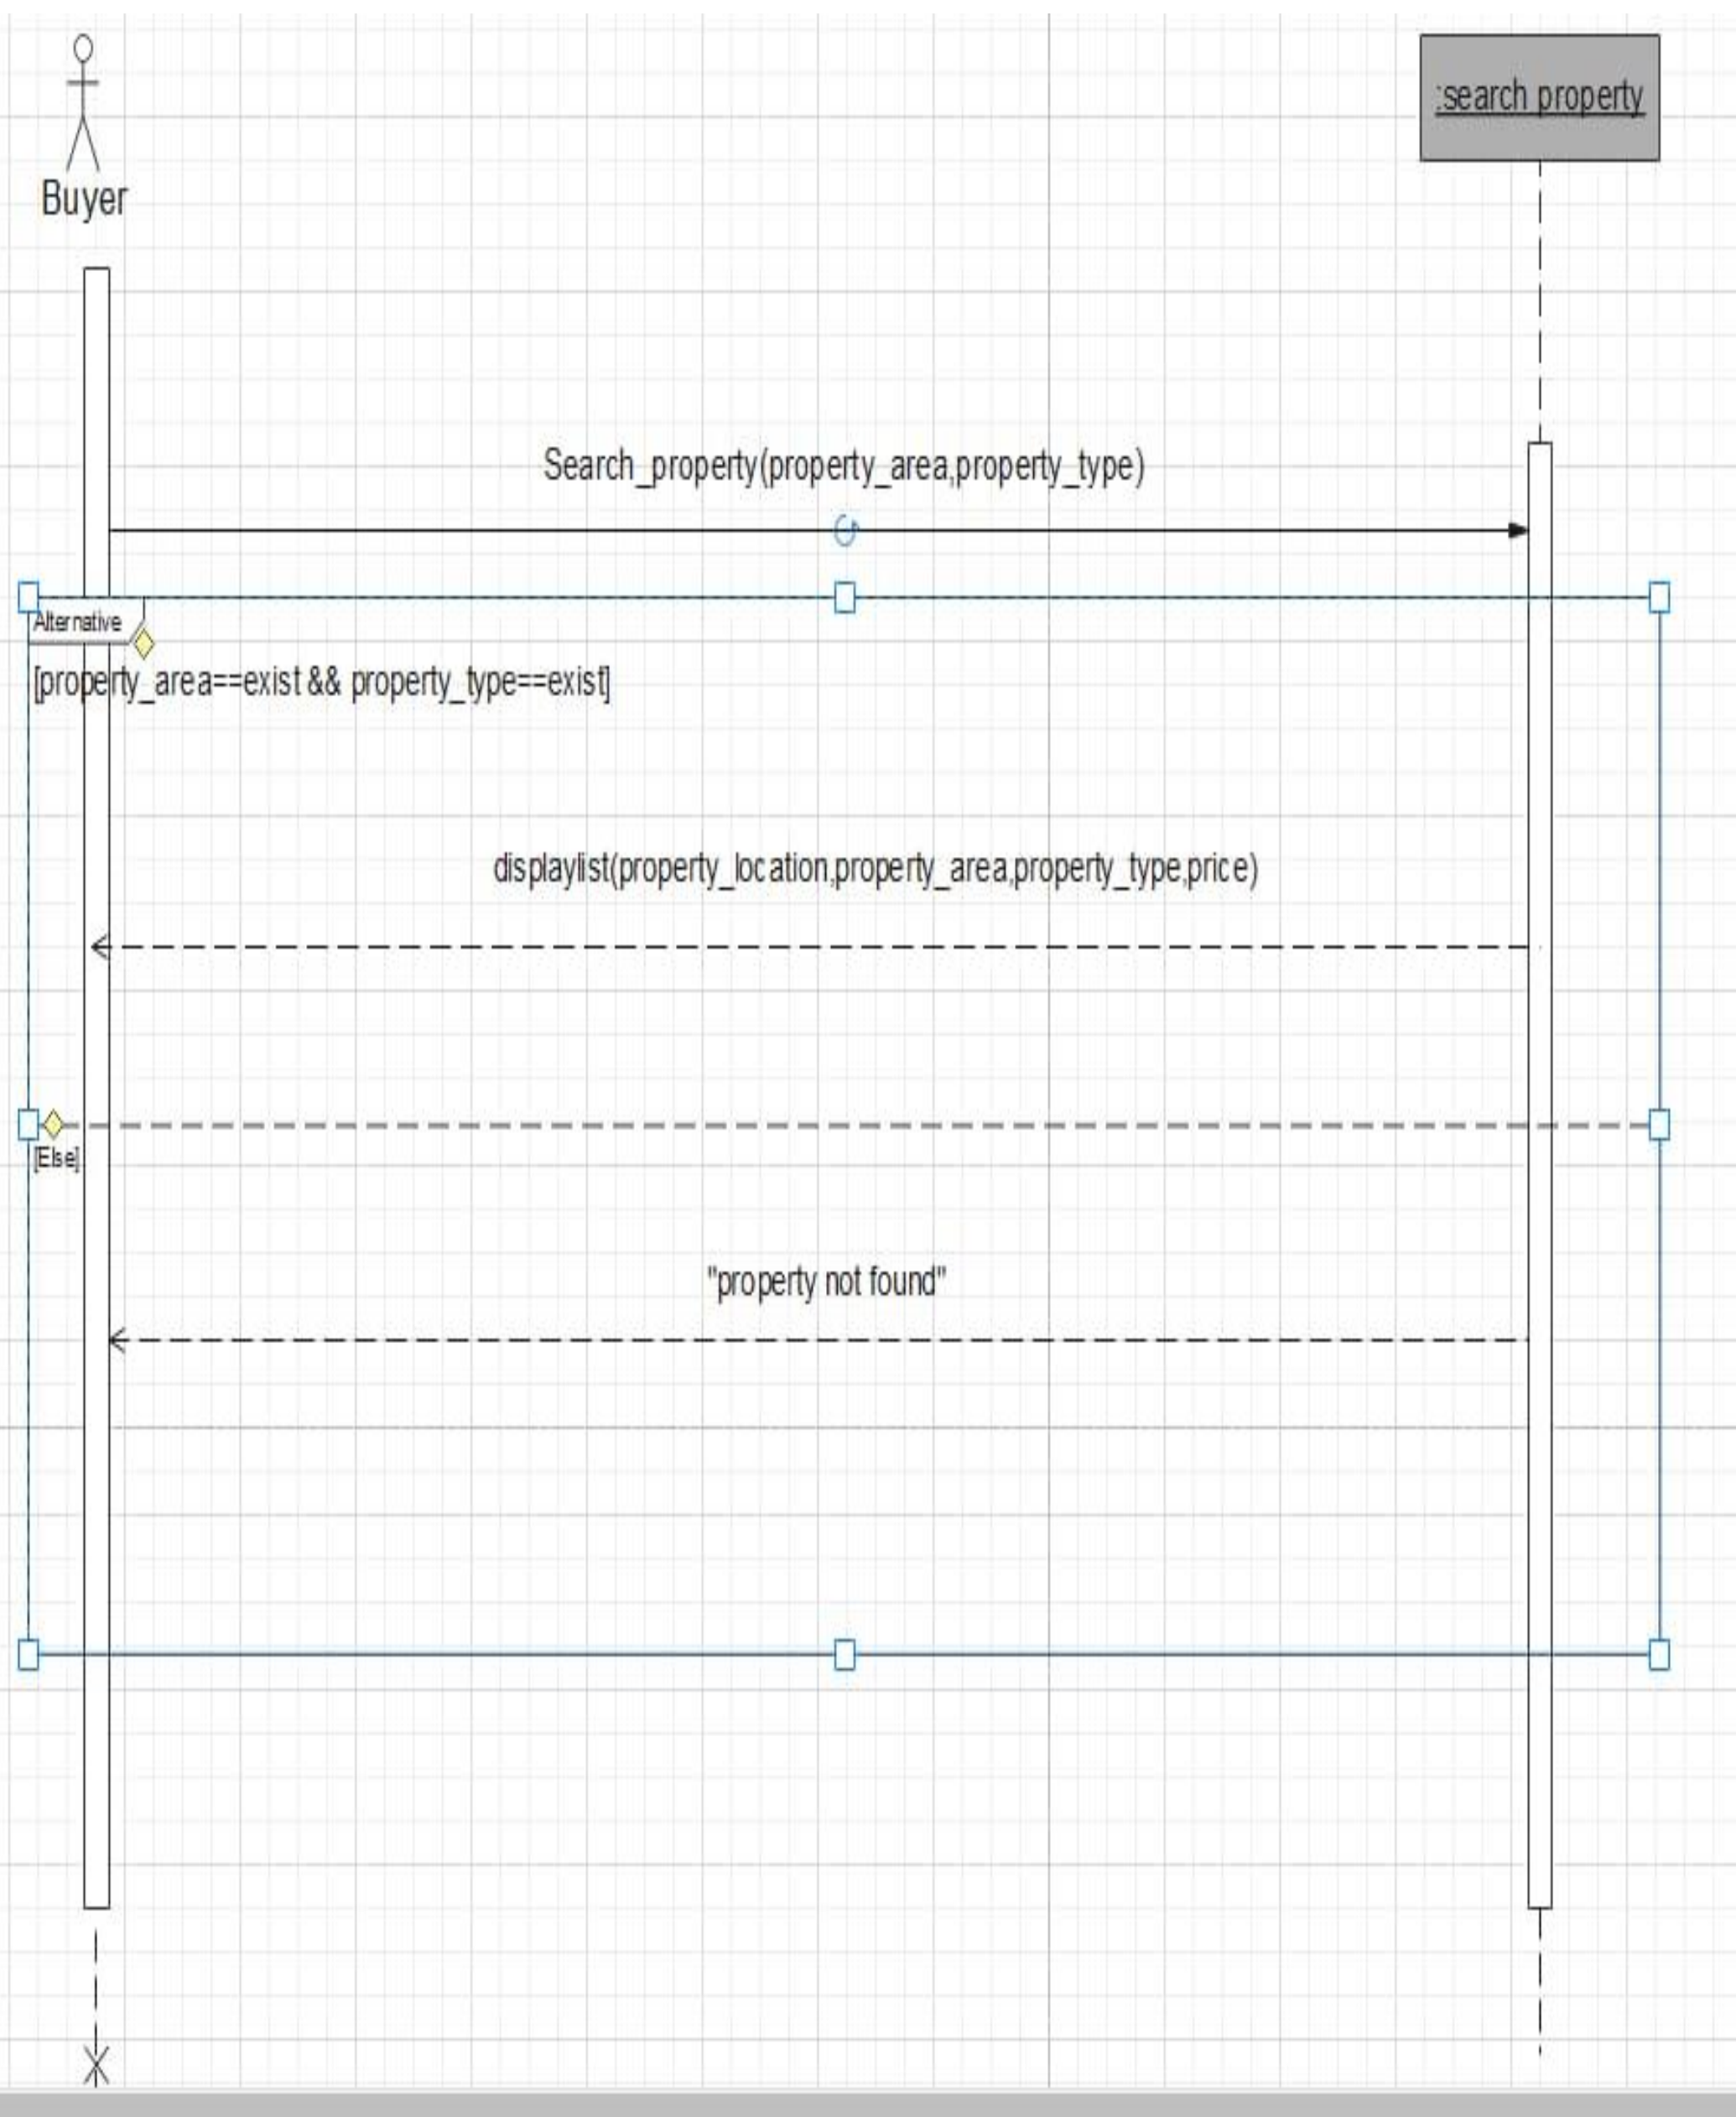 :search property
Buyer
Search_property(property_area,property_type)
Alternative
[property_area==exist && property_type==exist]
displaylist(property_location,property_area,property_type,price)
[Else]
"property not found"